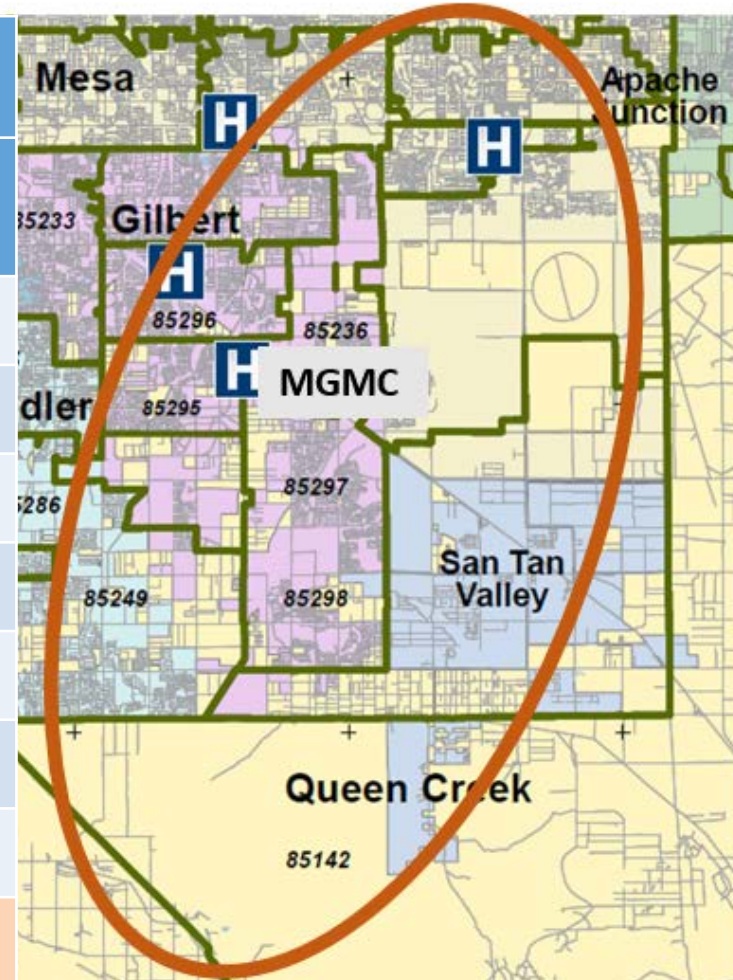 Mesa
Apache
Junction
H
H
85233
Gilbert
H
85296
85236
H
MGMC
dler
85295
85297
5286
San Tan
Valley
85249
85298
Queen Creek
85142